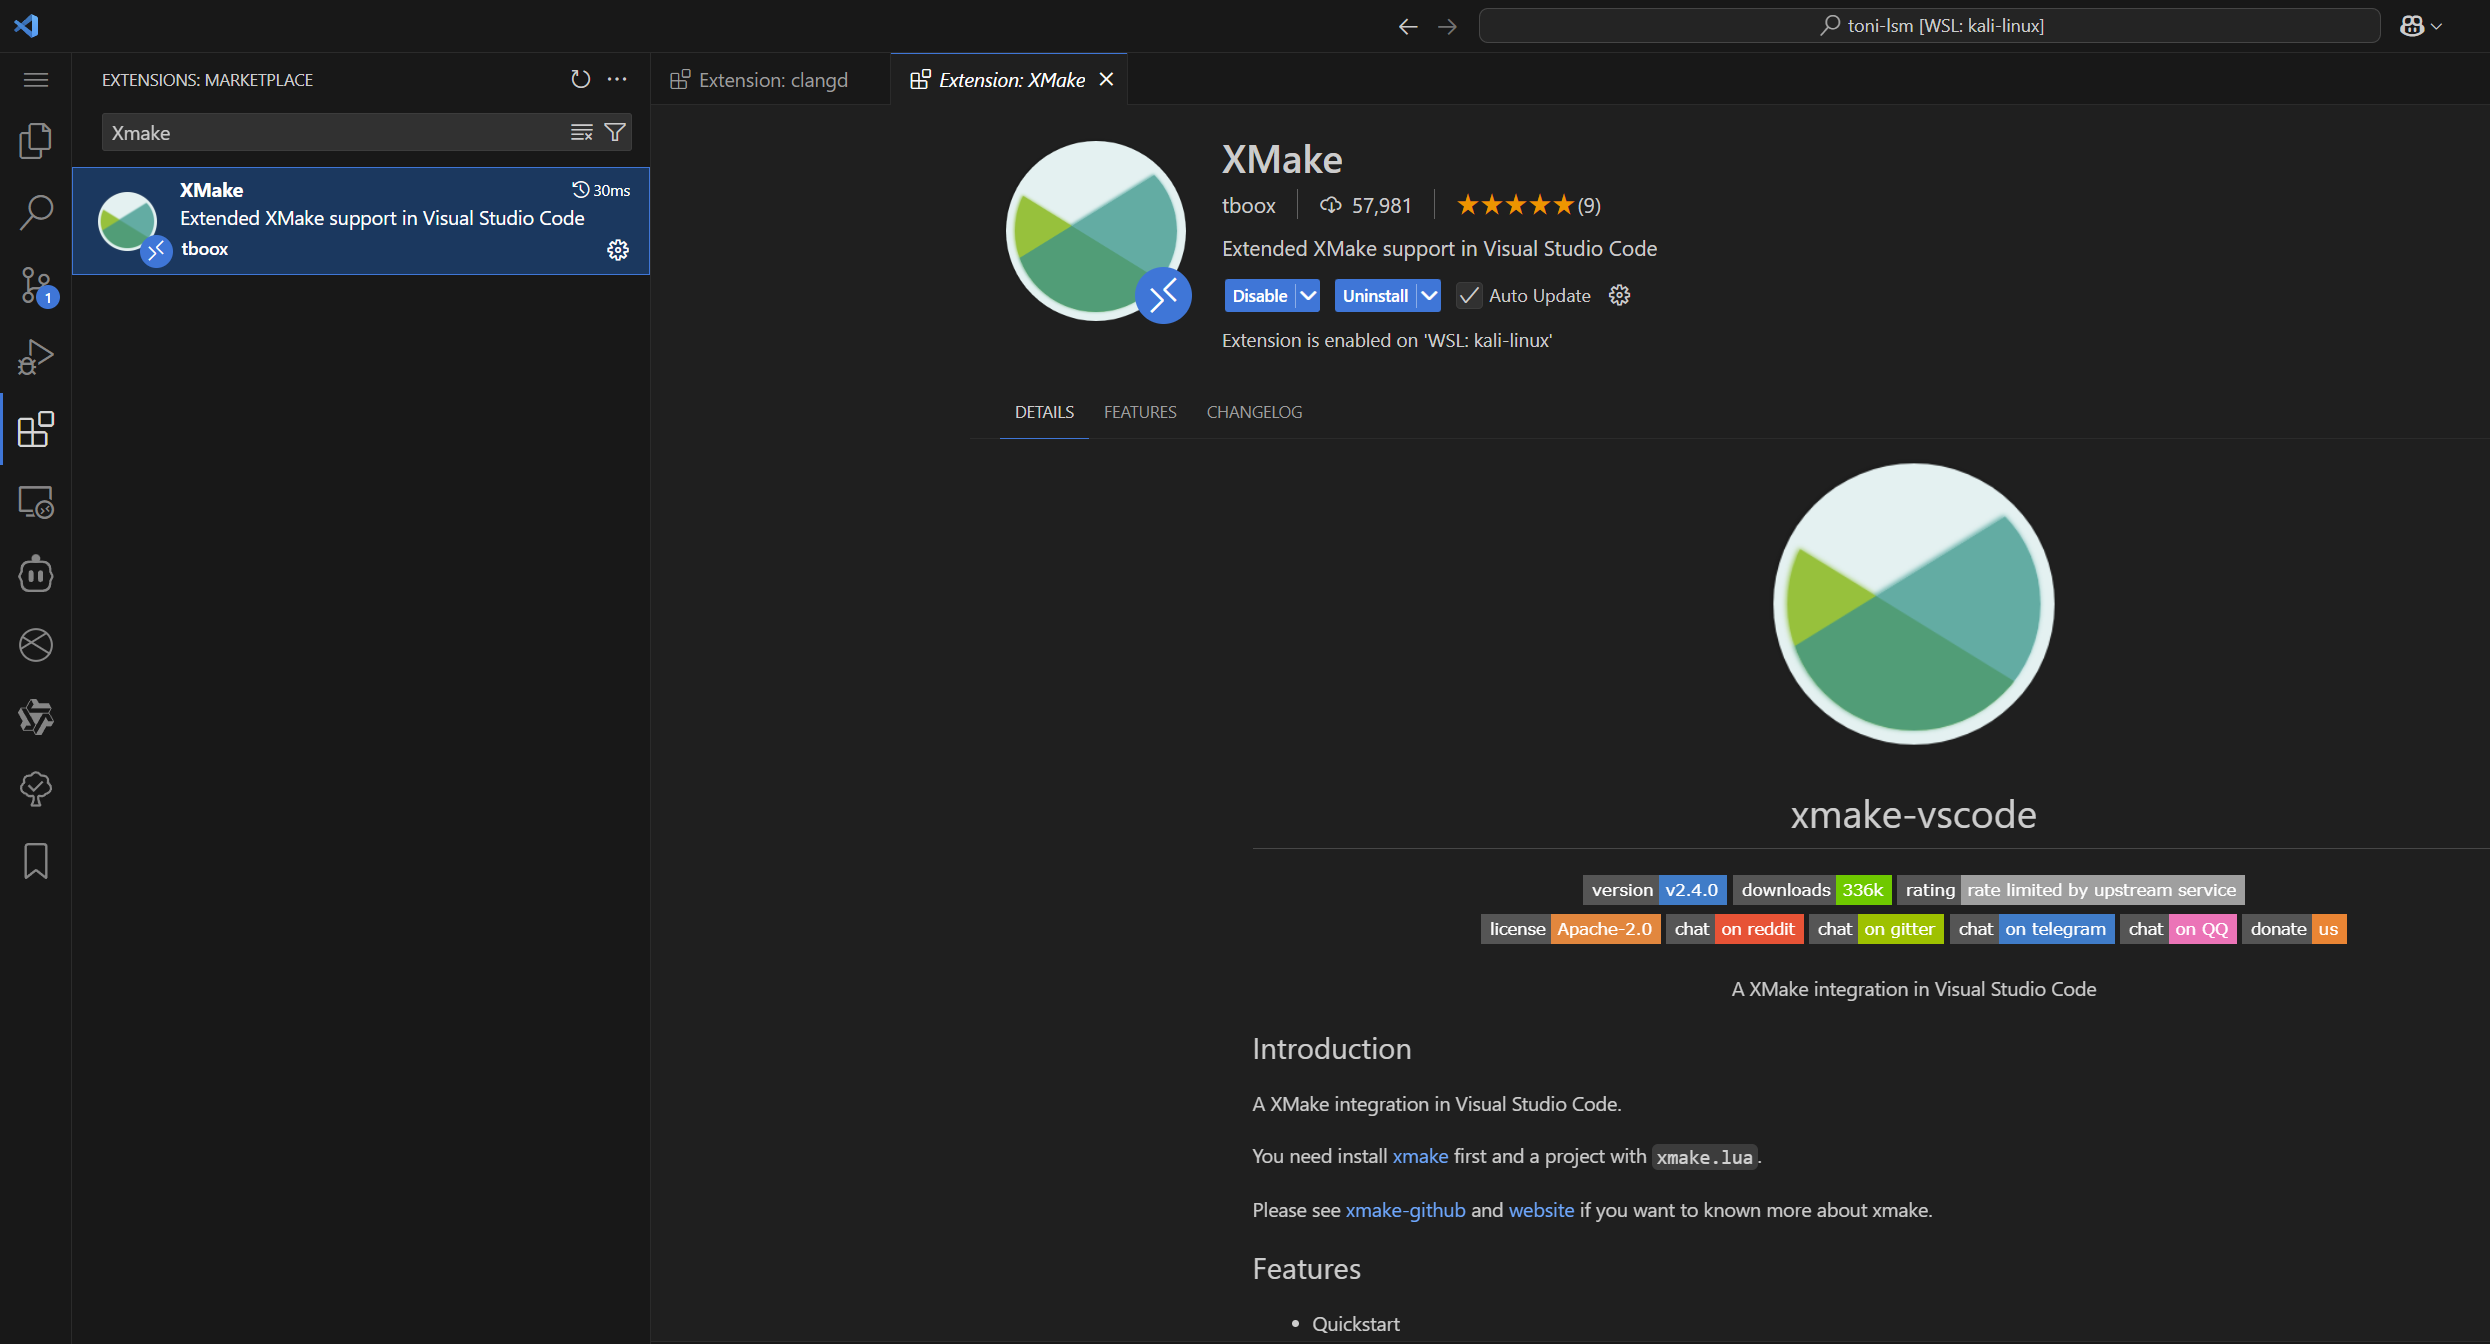 toni-lsm [WSL: kali-linux]
EXTENSIONS: MARKETPLACE
Xmake
XMake
30ms
Extended XMake support in Visual Studio Code
tboox
1
Extension: clangd
Extension: XMake
XMake
tboox
57,981
(9)
Extended XMake support in Visual Studio Code
Disable
Uninstall
Auto Update
Extension is enabled on 'WSL: kali-linux'
DETAILS
FEATURES
CHANGELOG
xmake-vscode
version v2.4.0 downloads 336k rating rate limited by upstream service
license Apache-2.0 chat on reddit chat on gitter chat on telegram chat on QQ donate us
A XMake integration in Visual Studio Code
Introduction
A XMake integration in Visual Studio Code.
You need install xmake first and a project with xmake.lua.
Please see xmake-github and website if you want to known more about xmake.
Features
• Quickstart